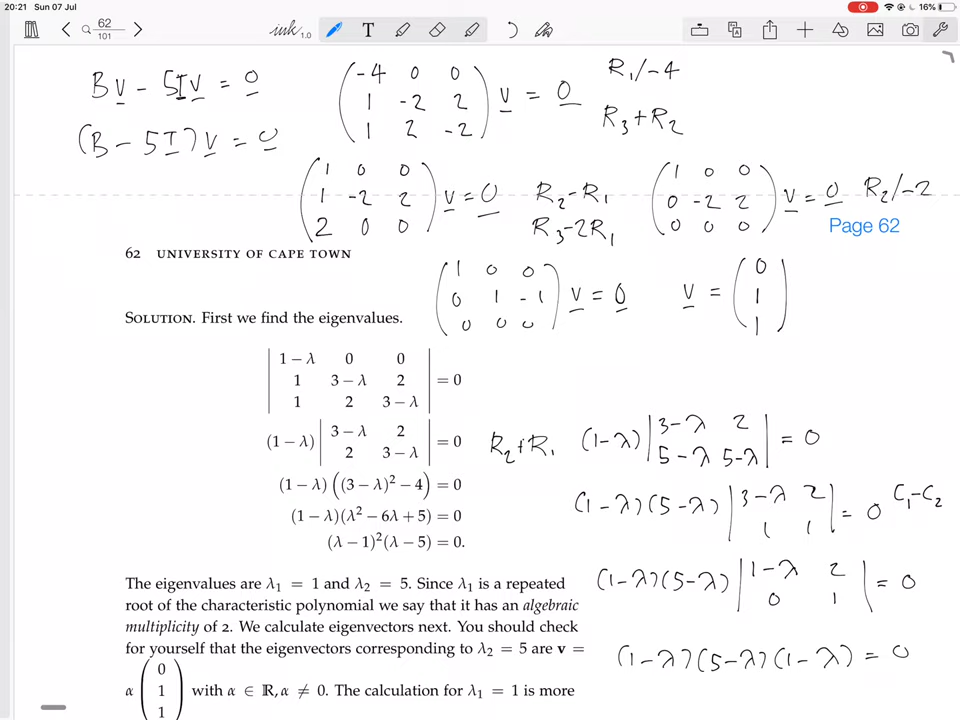 20:21 Sun 07 Jul
16%
62
101
ink 1.0
T
Bv - 5Iv = 0
(B - 5I)v = 0
(-4 0 0
1 -2 2
1 2 -2) v = 0
R1/-4
R3 + R2
(1 0 0
1 -2 2
2 0 0) v = 0
R2 - R1
R3 - 2R1
(1 0 0
0 -2 2
0 0 0) v = 0 R2/-2
Page 62
62 UNIVERSITY OF CAPE TOWN
(1 0 0
0 1 -1
0 0 0) v = 0
v = (0
1
1)
SOLUTION. First we find the eigenvalues.
| 1 − λ 0 0 |
| 1 3 − λ 2 | = 0
| 1 2 3 − λ |
(1 − λ) | 3 − λ 2 |
| 2 3 − λ | = 0
(1 − λ) ((3 − λ)² − 4) = 0
(1 − λ)(λ² − 6λ + 5) = 0
(λ − 1)²(λ − 5) = 0.
R2 + R1 (1-λ) | 3-λ 2 |
| 5-λ 5-λ | = 0
(1-λ)(5-λ) | 3-λ 2 |
| 1 1 | = 0 C1-C2
(1-λ)(5-λ) | 1-λ 2 |
| 0 1 | = 0
(1-λ)(5-λ)(1-λ) = 0
The eigenvalues are λ1 = 1 and λ2 = 5. Since λ1 is a repeated
root of the characteristic polynomial we say that it has an algebraic
multiplicity of 2. We calculate eigenvectors next. You should check
for yourself that the eigenvectors corresponding to λ2 = 5 are v =
α (0
1
1) with α ∈ ℝ, α ≠ 0. The calculation for λ1 = 1 is more